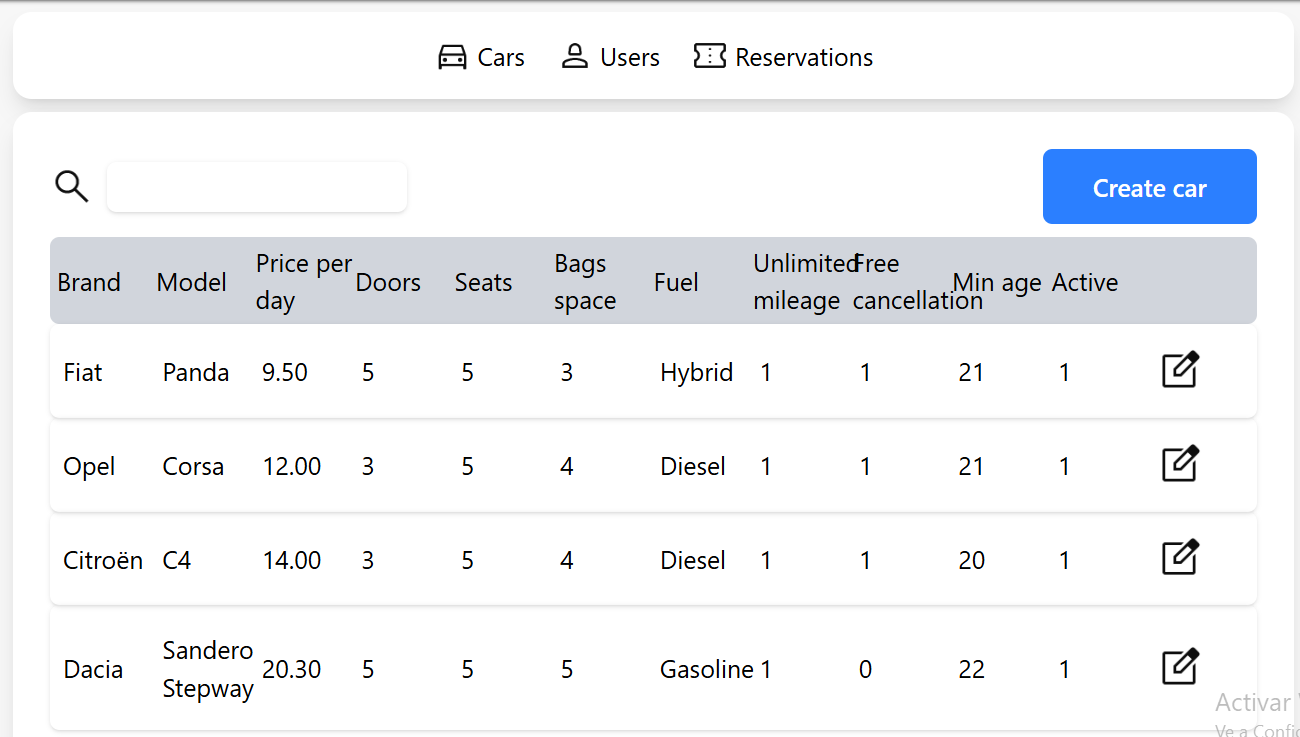 Cars Users Reservations
Create car
Brand Model Price per day Doors Seats Bags space Fuel Unlimited mileage Free cancellation Min age Active
Fiat Panda 9.50 5 5 3 Hybrid 1 1 21 1
Opel Corsa 12.00 3 5 4 Diesel 1 1 21 1
Citroën C4 14.00 3 5 4 Diesel 1 1 20 1
Dacia Sandero Stepway 20.30 5 5 5 Gasoline 1 0 22 1
Activar
Ve a Config